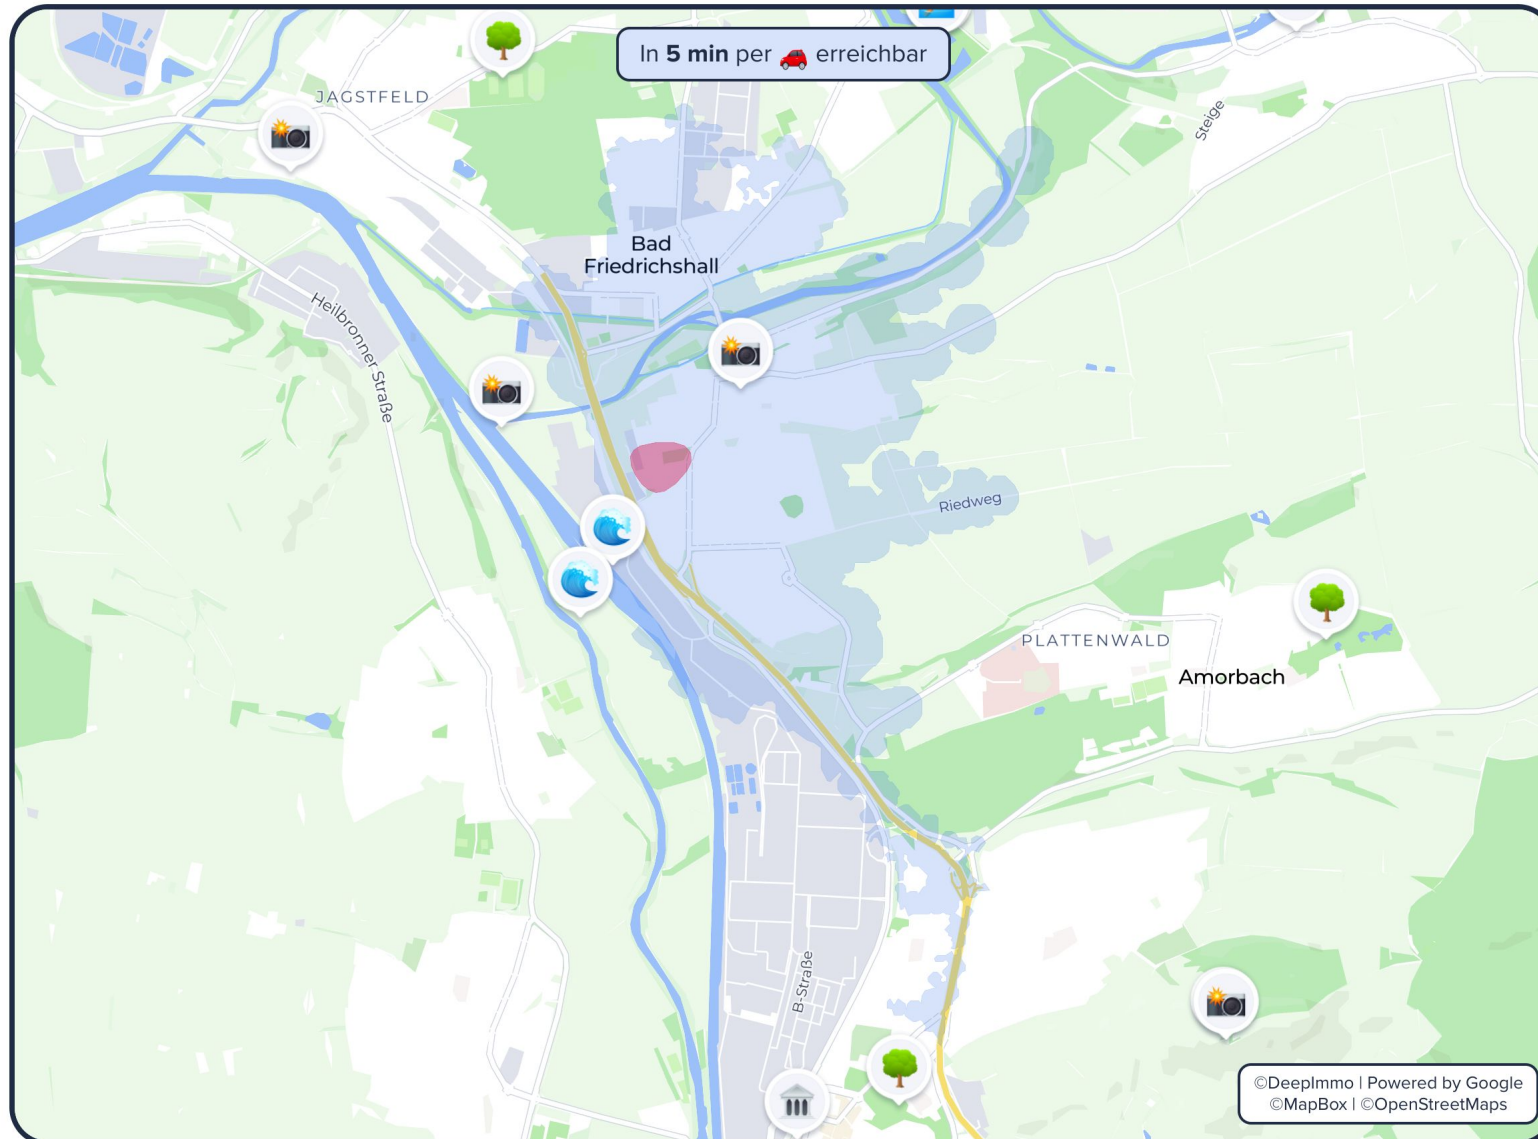 In 5 min per 🚗 erreichbar
JAGSTFELD
Steige
Bad
Friedrichshall
Heilbronner Straße
Riedweg
PLATTENWALD
Amorbach
B-Straße
©DeepImmo | Powered by Google
©MapBox | ©OpenStreetMaps